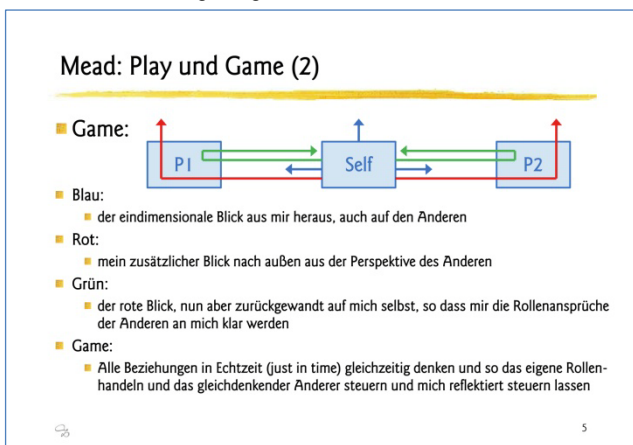 Mead: Play und Game (2)
Game:
P1 Self P2
Blau:
der eindimensionale Blick aus mir heraus, auch auf den Anderen
Rot:
mein zusätzlicher Blick nach außen aus der Perspektive des Anderen
Grün:
der rote Blick, nun aber zurückgewandt auf mich selbst, so dass mir die Rollenansprüche
der Anderen an mich klar werden
Game:
Alle Beziehungen in Echtzeit (just in time) gleichzeitig denken und so das eigene Rollen-
handeln und das gleichdenkender Anderer steuern und mich reflektiert steuern lassen
5